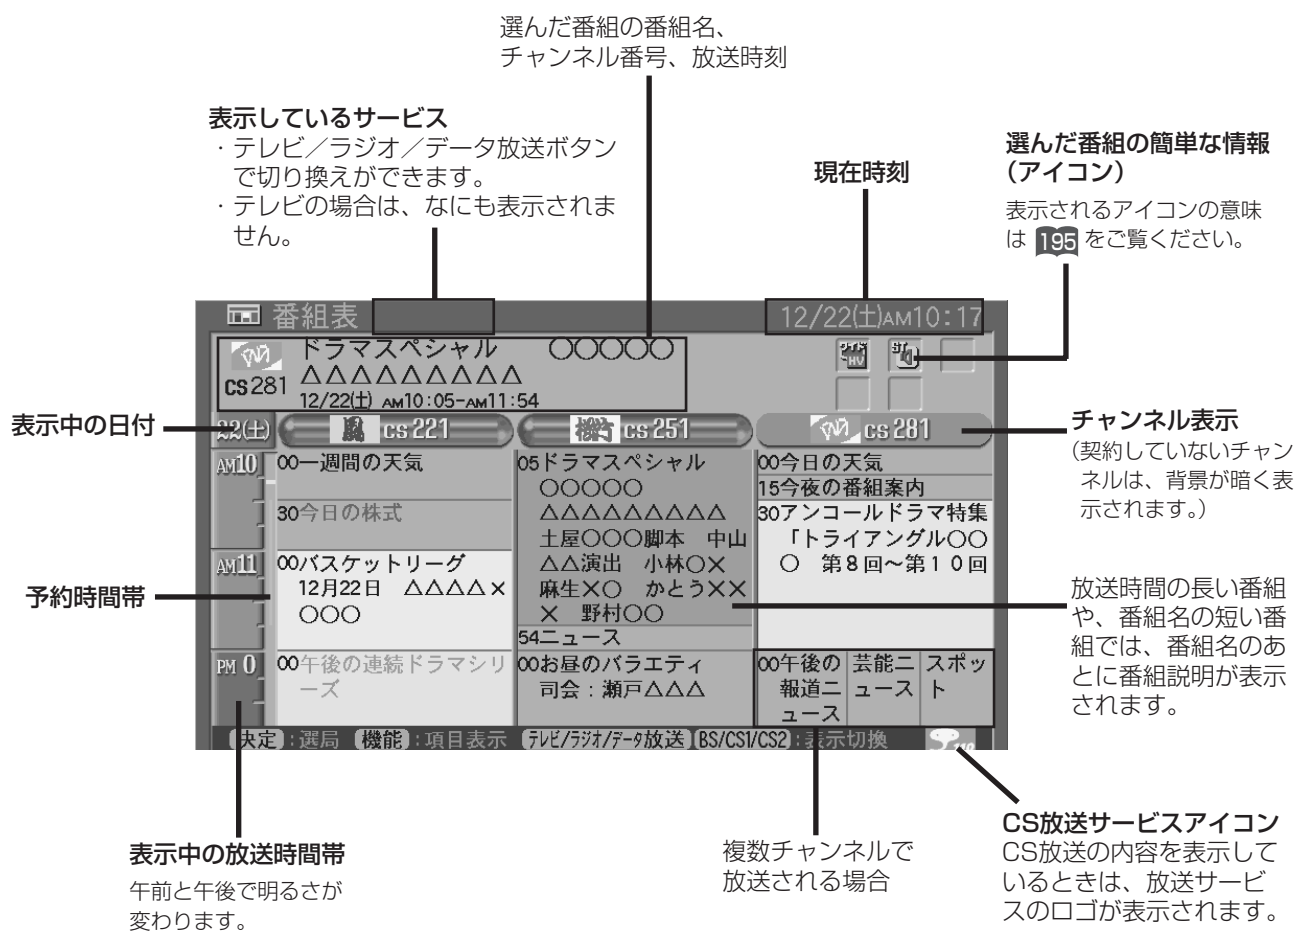 選んだ番組の番組名、
チャンネル番号、放送時刻
表示しているサービス
・テレビ／ラジオ／データ放送ボタン
で切り換えができます。
・テレビの場合は、なにも表示されま
せん。
現在時刻
選んだ番組の簡単な情報
（アイコン）
表示されるアイコンの意味
は 195 をご覧ください。
番組表
12/22(土)AM10:17
ドラマスペシャル ○○○○○
CS281 △△△△△△△△△
12/22(土) AM10:05-AM11:54
HV
ST
表示中の日付
22(土)
CS221
CS251
CS281
チャンネル表示
（契約していないチャン
ネルは、背景が暗く表
示されます。）
AM10
00一週間の天気
30今日の株式
AM11
00バスケットリーグ
12月22日 △△△△×
○○○
PM 0
00午後の連続ドラマシリ
ーズ
05ドラマスペシャル
○○○○○
△△△△△△△△△
土屋○○○脚本 中山
△△演出 小林○×
麻生×○ かとう××
× 野村○○
54ニュース
00お昼のバラエティ
司会：瀬戸△△△
00今日の天気
15今夜の番組案内
30アンコールドラマ特集
「トライアングル○○
○ 第８回～第１０回
00午後の
報道ニ
ュース
芸能ニ
ュース
スポッ
ト
予約時間帯
放送時間の長い番組
や、番組名の短い番
組では、番組名のあ
とに番組説明が表示
されます。
決定：選局 機能：項目表示 テレビ/ラジオ/データ放送 BS/CS1/CS2：表示切換
表示中の放送時間帯
午前と午後で明るさが
変わります。
複数チャンネルで
放送される場合
CS放送サービスアイコン
CS放送の内容を表示して
いるときは、放送サービ
スのロゴが表示されます。